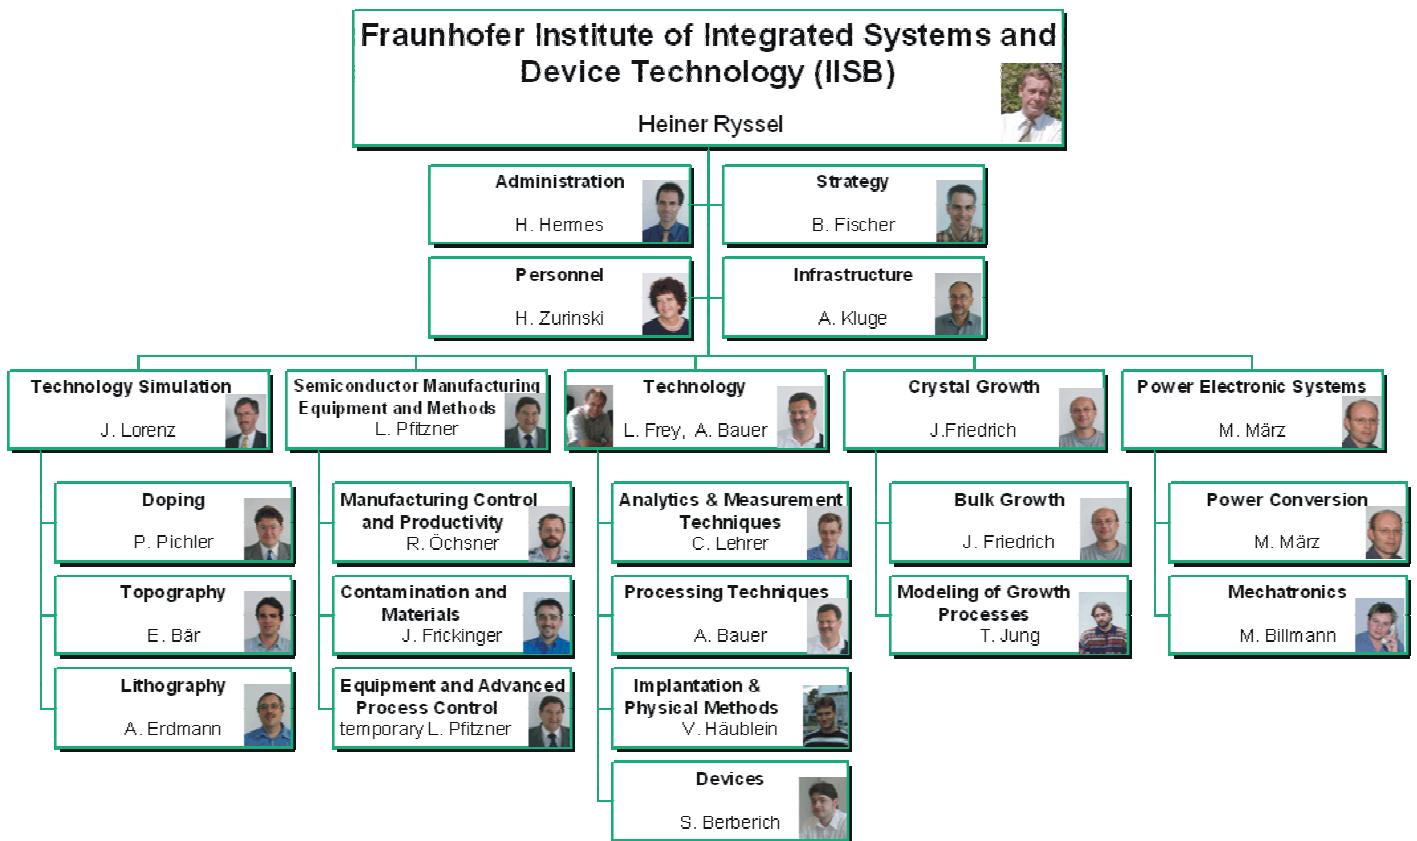 Fraunhofer Institute of Integrated Systems and
Device Technology (IISB)
Heiner Ryssel
Administration
H. Hermes
Strategy
B. Fischer
Personnel
H. Zurinski
Infrastructure
A. Kluge
Technology Simulation
J. Lorenz
Semiconductor Manufacturing
Equipment and Methods
L. Pfitzner
Technology
L. Frey, A. Bauer
Crystal Growth
J.Friedrich
Power Electronic Systems
M. März
Doping
P. Pichler
Topography
E. Bär
Lithography
A. Erdmann
Manufacturing Control
and Productivity
R. Öchsner
Contamination and
Materials
J. Frickinger
Equipment and Advanced
Process Control
temporary L. Pfitzner
Analytics & Measurement
Techniques
C. Lehrer
Processing Techniques
A. Bauer
Implantation &
Physical Methods
V. Häublein
Devices
S. Berberich
Bulk Growth
J. Friedrich
Modeling of Growth
Processes
T. Jung
Power Conversion
M. März
Mechatronics
M. Billmann